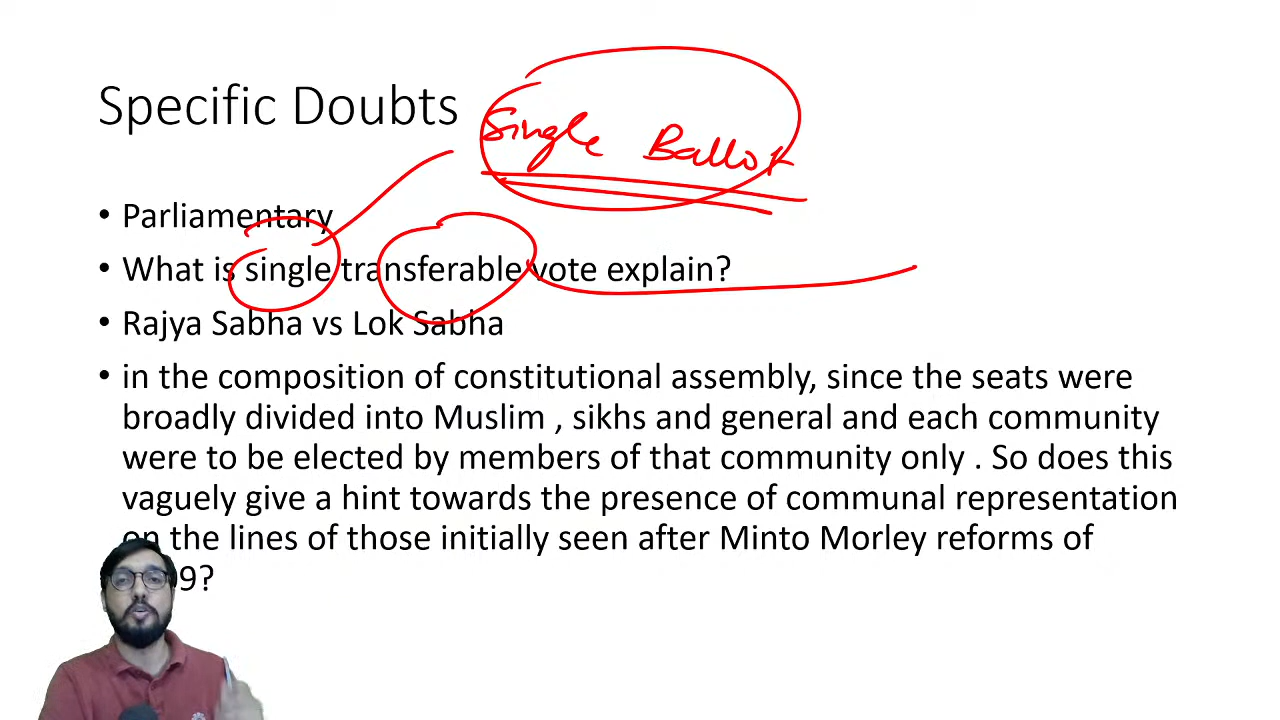 Specific Doubts
Single Ballot
• Parliamentary
• What is single transferable vote explain?
• Rajya Sabha vs Lok Sabha
• in the composition of constitutional assembly, since the seats were
broadly divided into Muslim , sikhs and general and each community
were to be elected by members of that community only . So does this
vaguely give a hint towards the presence of communal representation
on the lines of those initially seen after Minto Morley reforms of
9?